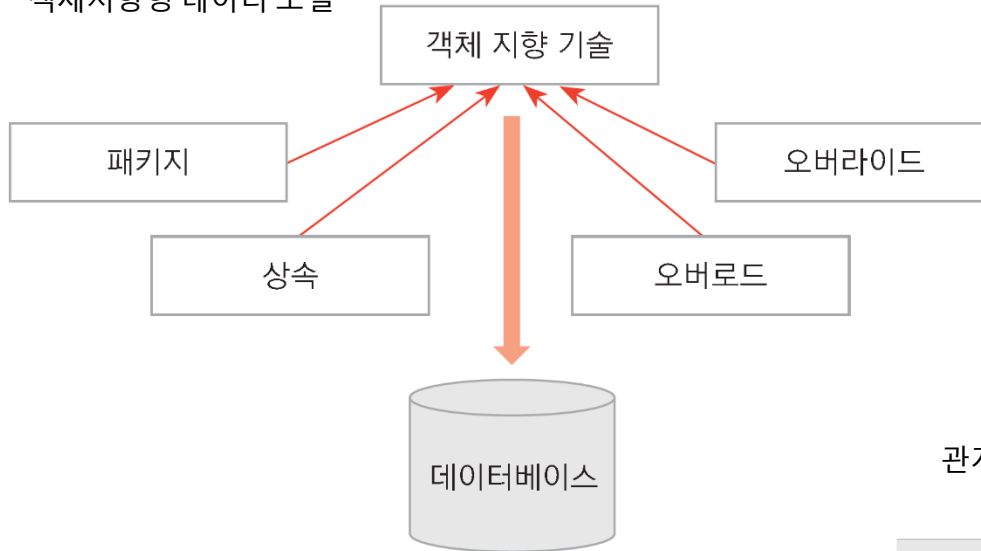 객체 지향 기술
패키지
오버라이드
상속
오버로드
데이터베이스